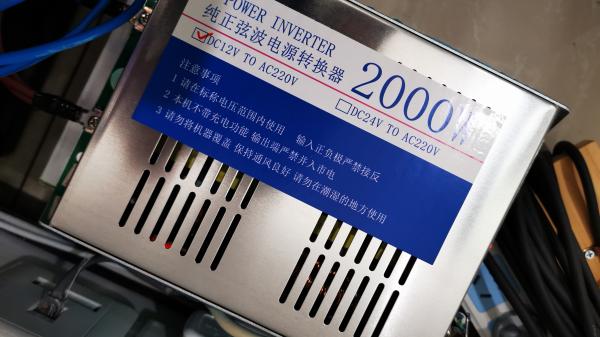 POWER INVERTER
纯正弦波电源转换器
2000W
DC12V TO AC220V
DC24V TO AC220V
注意事项
1 请在标称电压范围内使用 输入正负极严禁接反
2 本机不带充电功能 输出端严禁并入市电
3 请勿将机器覆盖 保持通风良好 请勿在潮湿的地方使用